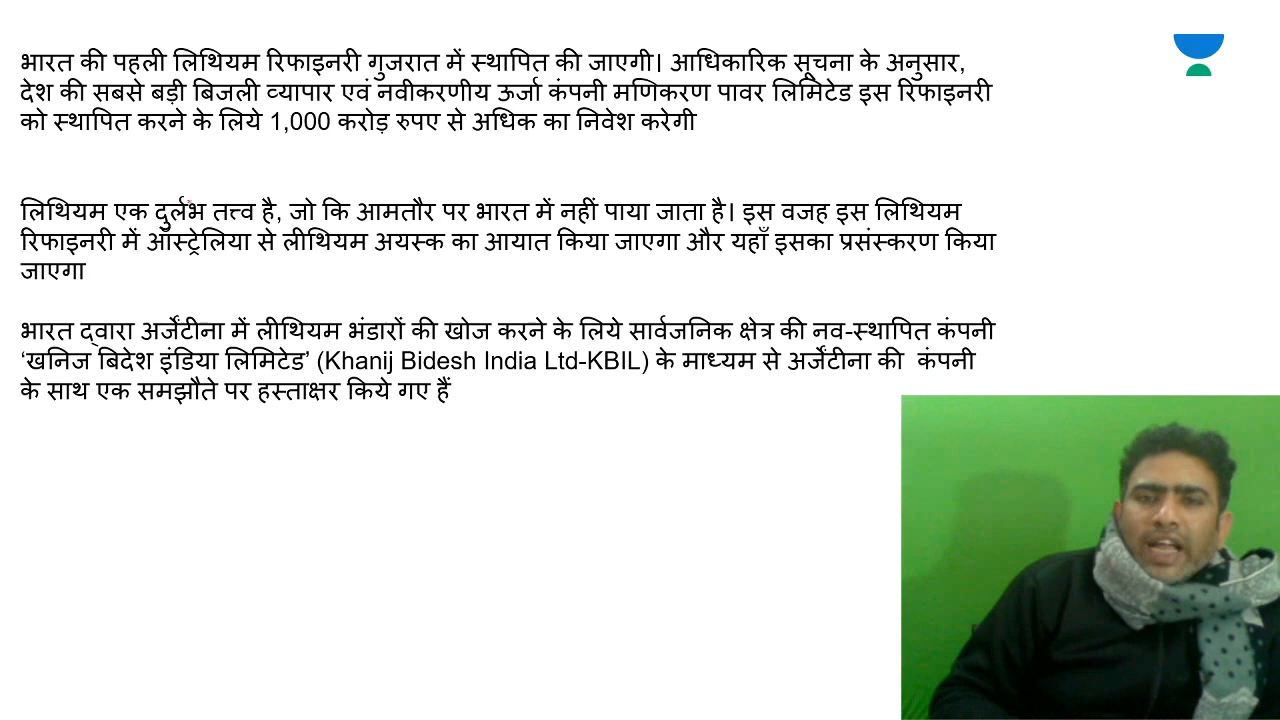 भारत की पहली लिथियम रिफाइनरी गुजरात में स्थापित की जाएगी। आधिकारिक सूचना के अनुसार,
देश की सबसे बड़ी बिजली व्यापार एवं नवीकरणीय ऊर्जा कंपनी मणिकरण पावर लिमिटेड इस रिफाइनरी
को स्थापित करने के लिये 1,000 करोड़ रुपए से अधिक का निवेश करेगी
लिथियम एक दुर्लभ तत्त्व है, जो कि आमतौर पर भारत में नहीं पाया जाता है। इस वजह इस लिथियम
रिफाइनरी में ऑस्ट्रेलिया से लीथियम अयस्क का आयात किया जाएगा और यहाँ इसका प्रसंस्करण किया
जाएगा
भारत द्वारा अर्जेंटीना में लीथियम भंडारों की खोज करने के लिये सार्वजनिक क्षेत्र की नव-स्थापित कंपनी
‘खनिज बिदेश इंडिया लिमिटेड’ (Khanij Bidesh India Ltd-KBIL) के माध्यम से अर्जेंटीना की कंपनी
के साथ एक समझौते पर हस्ताक्षर किये गए हैं